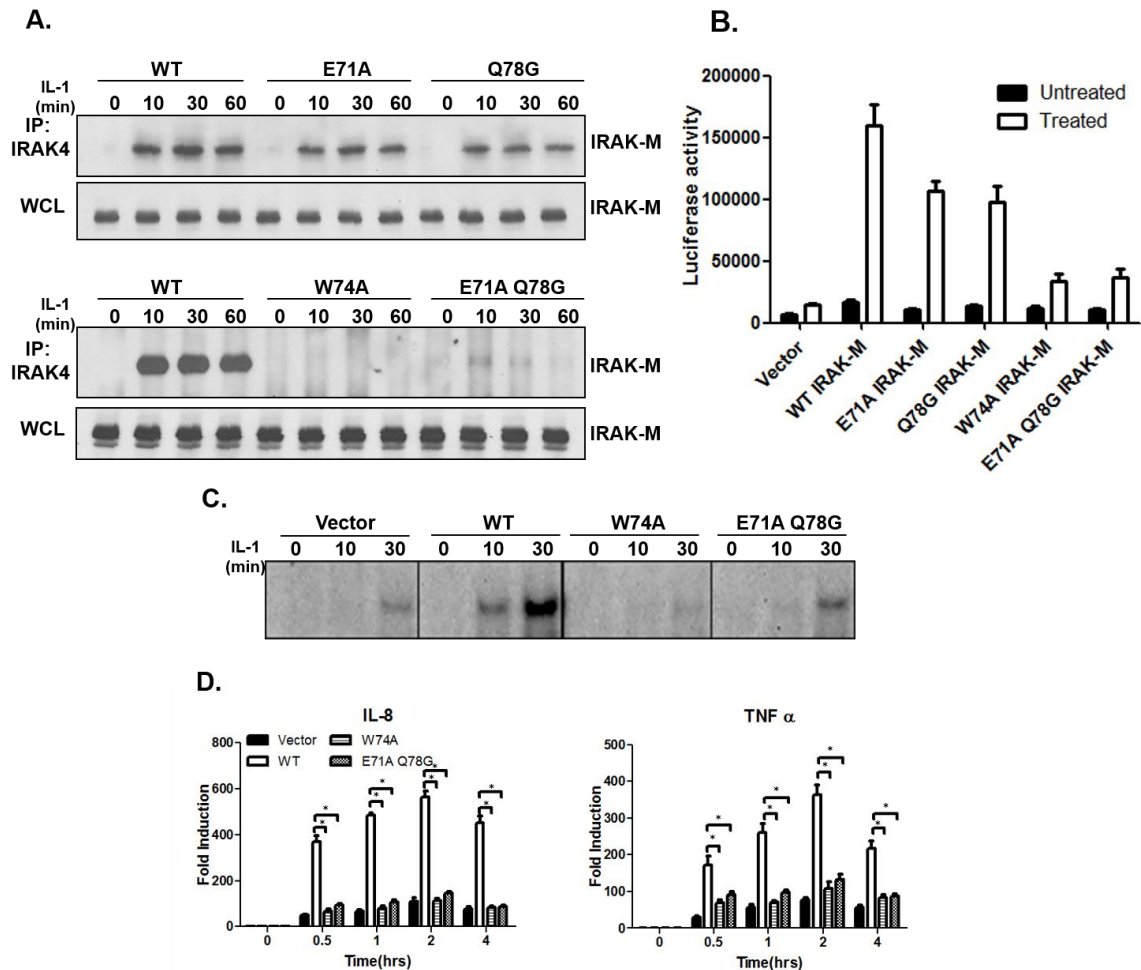 A.
WT E71A Q78G
IL-1 (min) 0 10 30 60 0 10 30 60 0 10 30 60
IP: IRAK4 IRAK-M
WCL IRAK-M
WT W74A E71A Q78G
IL-1 (min) 0 10 30 60 0 10 30 60 0 10 30 60
IP: IRAK4 IRAK-M
WCL IRAK-M
B.
Luciferase activity
200000
150000
100000
50000
0
Untreated
Treated
Vector
WT IRAK-M
E71A IRAK-M
Q78G IRAK-M
W74A IRAK-M
E71A Q78G IRAK-M
C.
Vector WT W74A E71A Q78G
IL-1 (min) 0 10 30 0 10 30 0 10 30 0 10 30
D.
IL-8
Vector W74A
WT E71A Q78G
Fold Induction
800
600
400
200
0
* * * * * * * *
0 0.5 1 2 4
Time(hrs)
TNF α
Fold Induction
500
400
300
200
100
0
* * * * * * * *
0 0.5 1 2 4
Time(hrs)